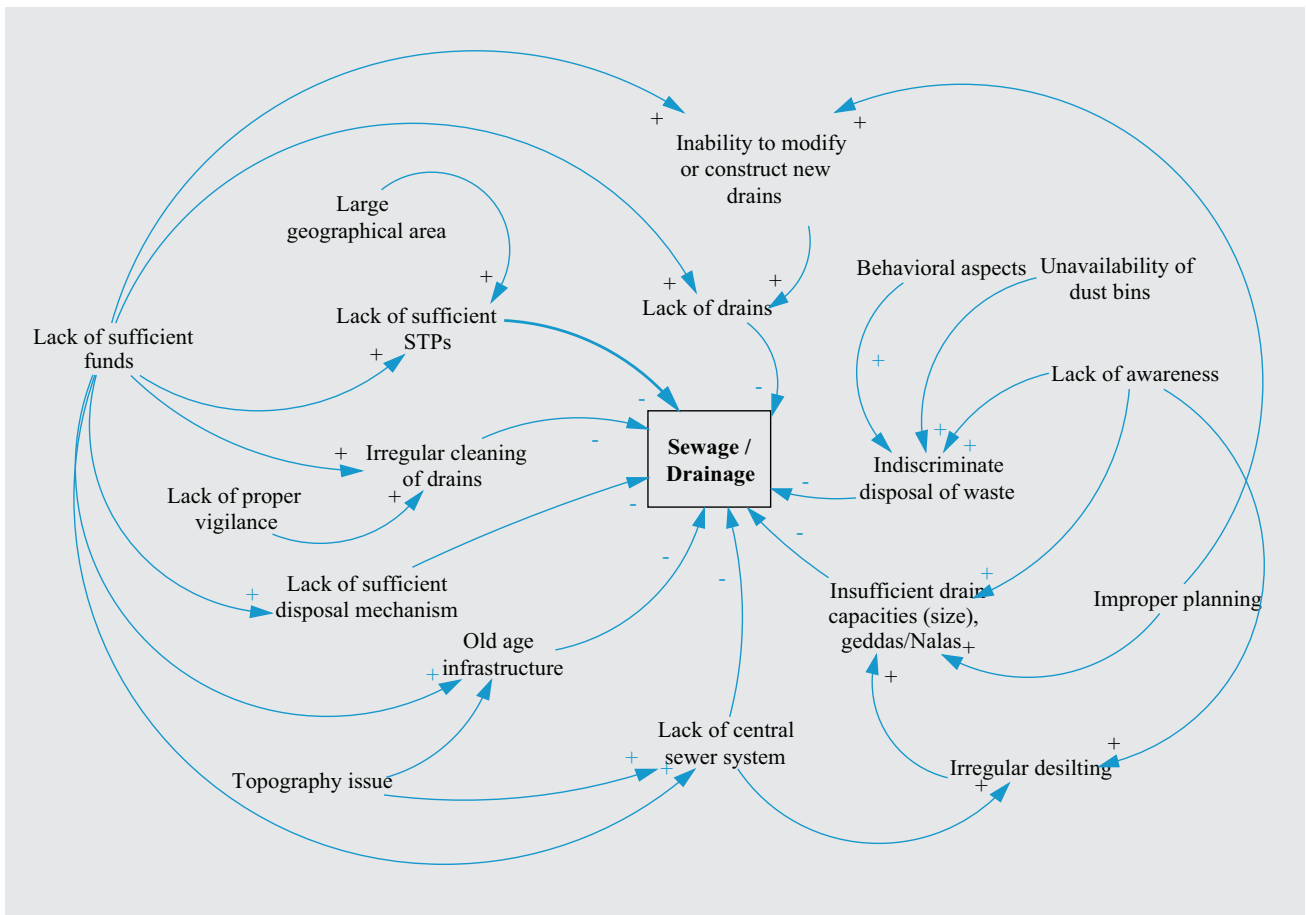 +
+
Inability to modify
or construct new
drains
Large
geographical area
+
Behavioral aspects
Unavailability of
dust bins
+
+
Lack of drains
Lack of sufficient
STPs
Lack of sufficient
funds
+
+
Lack of awareness
-
-
+
+
Irregular cleaning
of drains
-
+
Sewage /
Drainage
+
Indiscriminate
disposal of waste
-
Lack of proper
vigilance
+
-
-
-
-
Lack of sufficient
disposal mechanism
+
Insufficient drain
capacities (size),
geddas/Nalas
+
+
Improper planning
Old age
infrastructure
+
+
Lack of central
sewer system
+
+
Topography issue
Irregular desilting
+
+